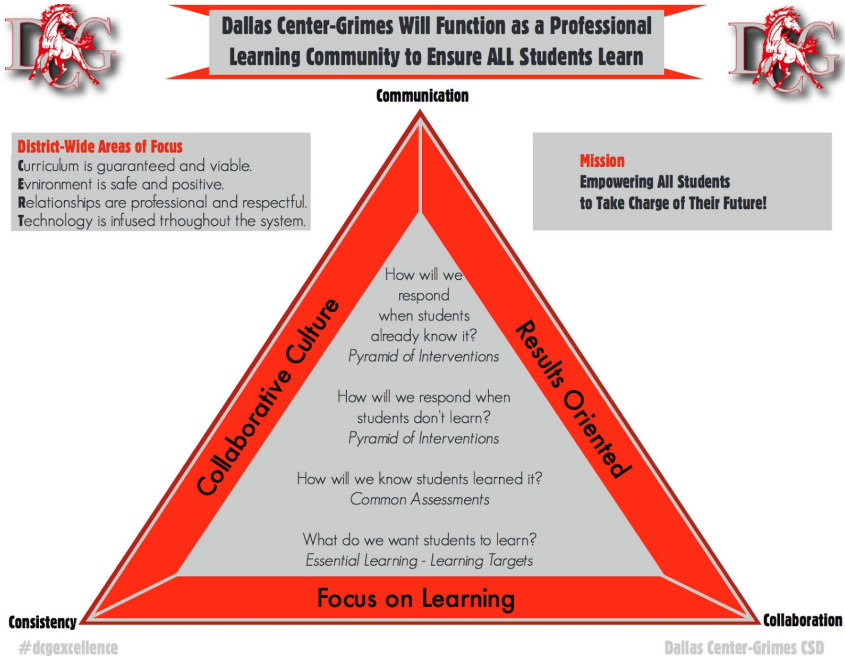 DCG
Dallas Center-Grimes Will Function as a Professional
Learning Community to Ensure ALL Students Learn
DCG
Communication
District-Wide Areas of Focus
Curriculum is guaranteed and viable.
Evnironment is safe and positive.
Relationships are professional and respectful.
Technology is infused trhoughout the system.
Mission
Empowering All Students
to Take Charge of Their Future!
How will we
respond
when students
already know it?
Pyramid of Interventions
How will we respond when
students don't learn?
Pyramid of Interventions
How will we know students learned it?
Common Assessments
What do we want students to learn?
Essential Learning - Learning Targets
Collaborative Culture
Results Oriented
Focus on Learning
Consistency
Collaboration
#dcgexcellence
Dallas Center-Grimes CSD